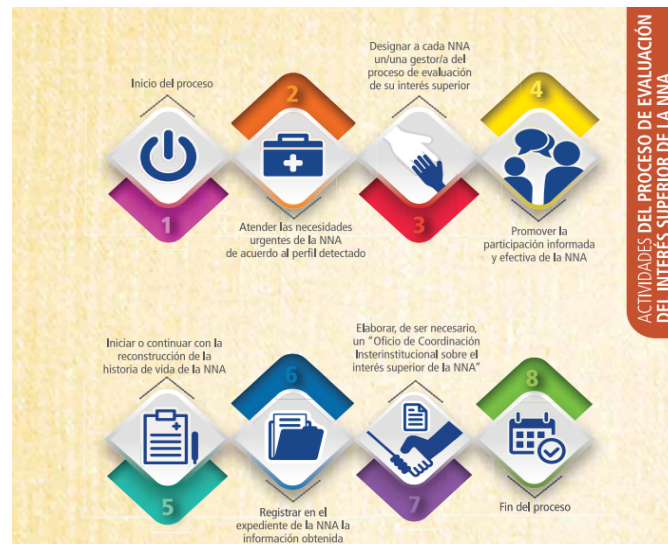 Inicio del proceso
1
2
Atender las necesidades
urgentes de la NNA
de acuerdo al perfil detectado
Designar a cada NNA
un/una gestor/a del
proceso de evaluación
de su interés superior
3
4
Promover la
participación informada
y efectiva de la NNA
ACTIVIDADES DEL PROCESO DE EVALUACIÓN
DEL INTERÉS SUPERIOR DE LA NNA
Iniciar o continuar con la
reconstrucción de la
historia de vida de la NNA
5
6
Registrar en el
expediente de la NNA la
información obtenida
Elaborar, de ser necesario,
un "Oficio de Coordinación
Insterinstitucional sobre el
interés superior de la NNA"
7
8
Fin del proceso